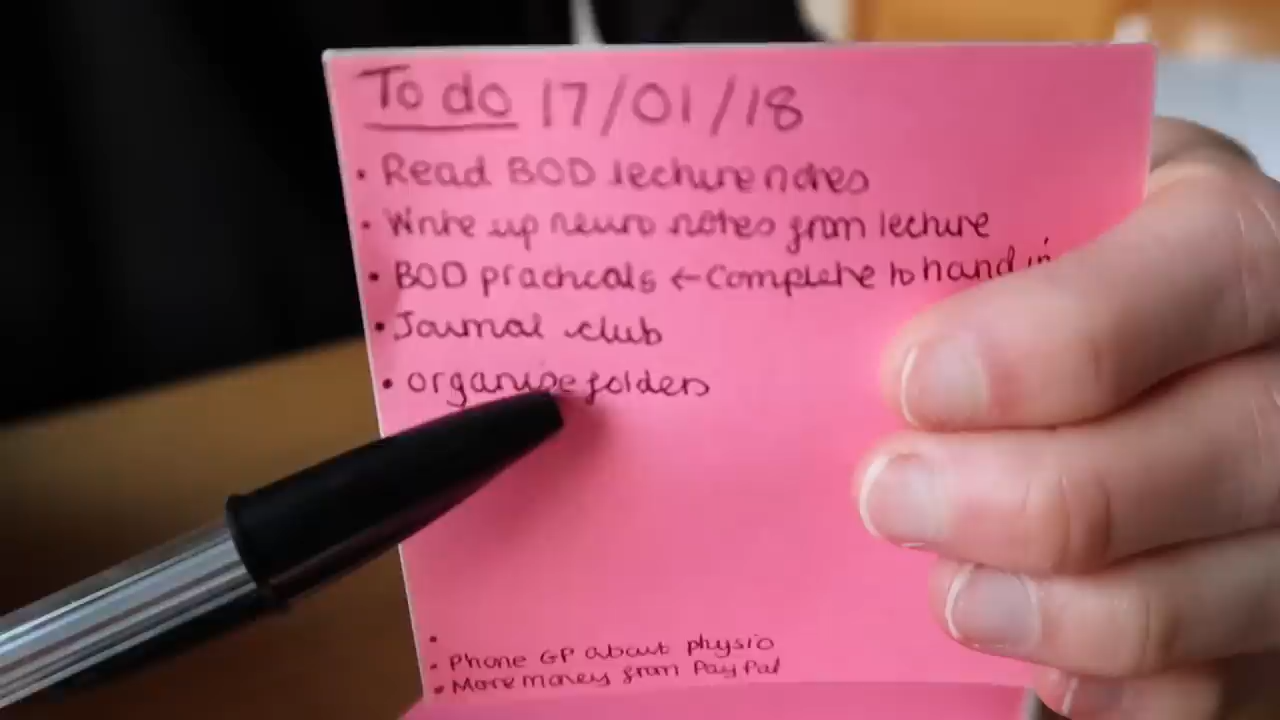 To do 17/01/18
• Read BOD lecture notes
• Write up neuro notes from lecture
• BOD practicals ← Complete to hand in
• Journal club
• organise folders
•
• Phone GP about physio
• More money from PayPal